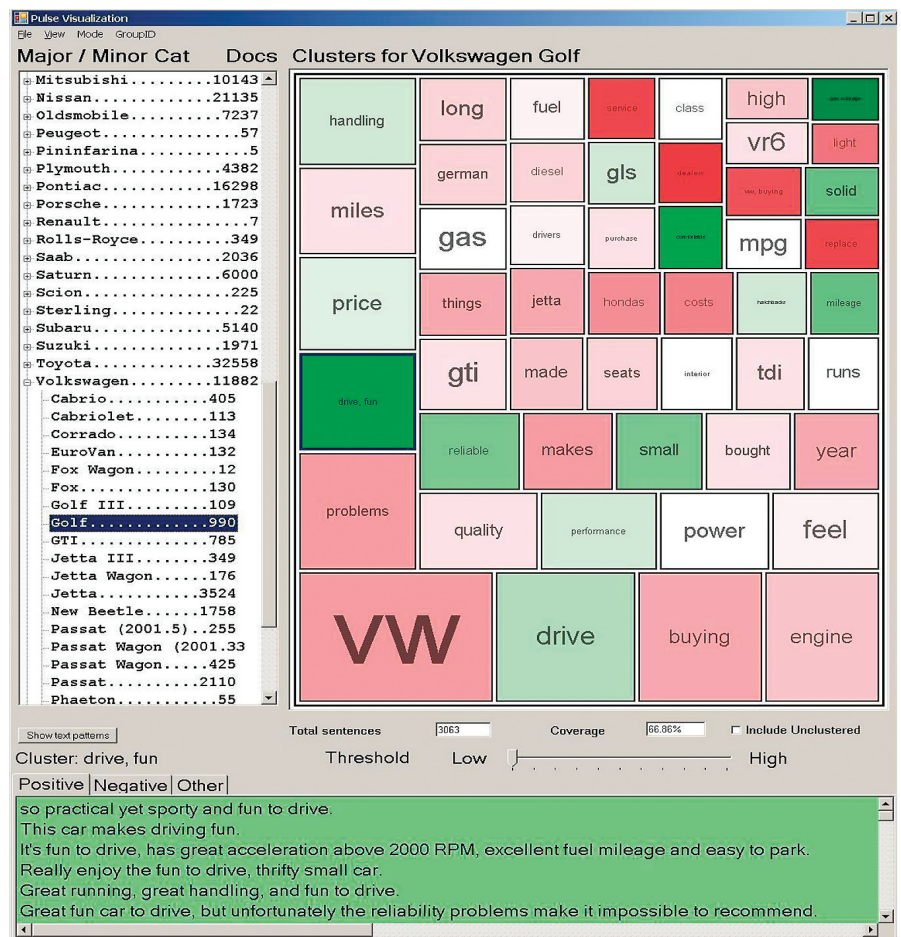 Pulse Visualization
File View Mode GroupID
Major / Minor Cat Docs Clusters for Volkswagen Golf
Mitsubishi..........10143
Nissan..............21135
Oldsmobile...........7237
Peugeot................57
Pininfarina.............5
Plymouth.............4382
Pontiac.............16298
Porsche..............1723
Renault.................7
Rolls-Royce...........349
Saab.................2036
Saturn...............6000
Scion.................225
Sterling...............22
Subaru...............5140
Suzuki...............1971
Toyota..............32558
Volkswagen..........11882
Cabrio............405
Cabriolet.........113
Corrado...........134
EuroVan...........132
Fox Wagon..........12
Fox...............130
Golf III..........109
Golf..............990
GTI...............785
Jetta III.........349
Jetta Wagon.......176
Jetta............3524
New Beetle.......1758
Passat (2001.5)..255
Passat Wagon (2001.33
Passat Wagon.....425
Passat...........2110
Phaeton...........55
handling
long
fuel
service
class
high
vr6
light
miles
german
diesel
gls
dealers
vw, buying
solid
gas
drivers
purchase
mpg
replace
price
things
jetta
hondas
costs
hatchbacks
mileage
drive, fun
gti
made
seats
interior
tdi
runs
reliable
makes
small
bought
year
problems
quality
performance
power
feel
VW
drive
buying
engine
Show text patterns
Total sentences 3063 Coverage 66.86% Include Unclustered
Cluster: drive, fun Threshold Low High
Positive Negative Other
so practical yet sporty and fun to drive.
This car makes driving fun.
It's fun to drive, has great acceleration above 2000 RPM, excellent fuel mileage and easy to park.
Really enjoy the fun to drive, thrifty small car.
Great running, great handling, and fun to drive.
Great fun car to drive, but unfortunately the reliability problems make it impossible to recommend.